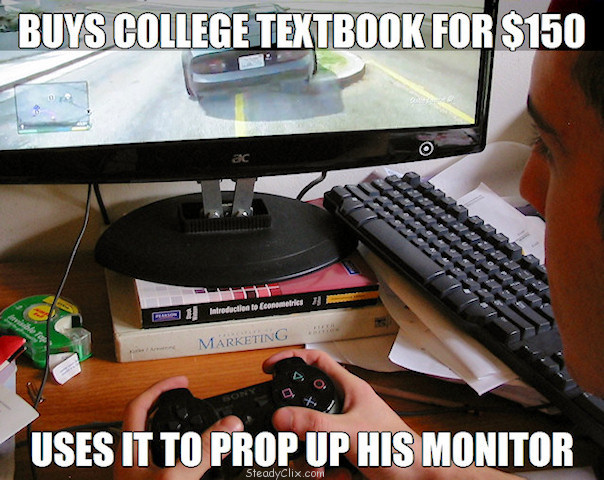 BUYS COLLEGE TEXTBOOK FOR $150
ac
PEARSON
Introduction to Econometrics
MARKETING
SONY
USES IT TO PROP UP HIS MONITOR
SteadyClix.com